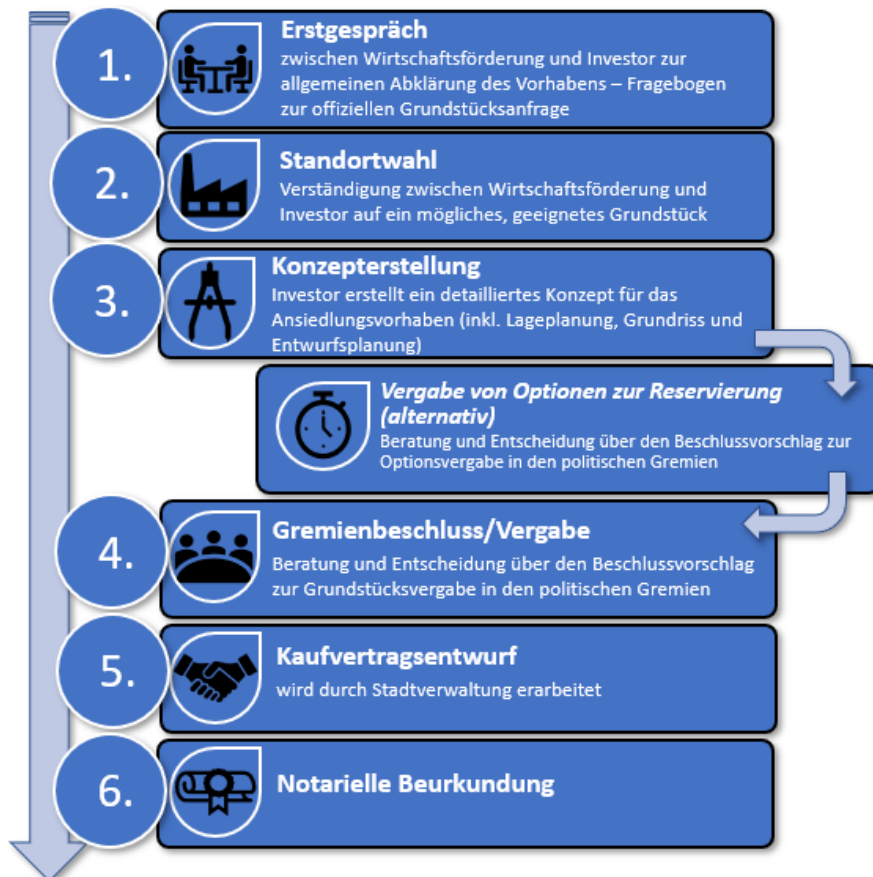 1.
Erstgespräch
zwischen Wirtschaftsförderung und Investor zur
allgemeinen Abklärung des Vorhabens – Fragebogen
zur offiziellen Grundstücksanfrage
2.
Standortwahl
Verständigung zwischen Wirtschaftsförderung und
Investor auf ein mögliches, geeignetes Grundstück
3.
Konzepterstellung
Investor erstellt ein detailliertes Konzept für das
Ansiedlungsvorhaben (inkl. Lageplanung, Grundriss und
Entwurfsplanung)
Vergabe von Optionen zur Reservierung
(alternativ)
Beratung und Entscheidung über den Beschlussvorschlag zur
Optionsvergabe in den politischen Gremien
4.
Gremienbeschluss/Vergabe
Beratung und Entscheidung über den Beschlussvorschlag
zur Grundstücksvergabe in den politischen Gremien
5.
Kaufvertragsentwurf
wird durch Stadtverwaltung erarbeitet
6.
Notarielle Beurkundung